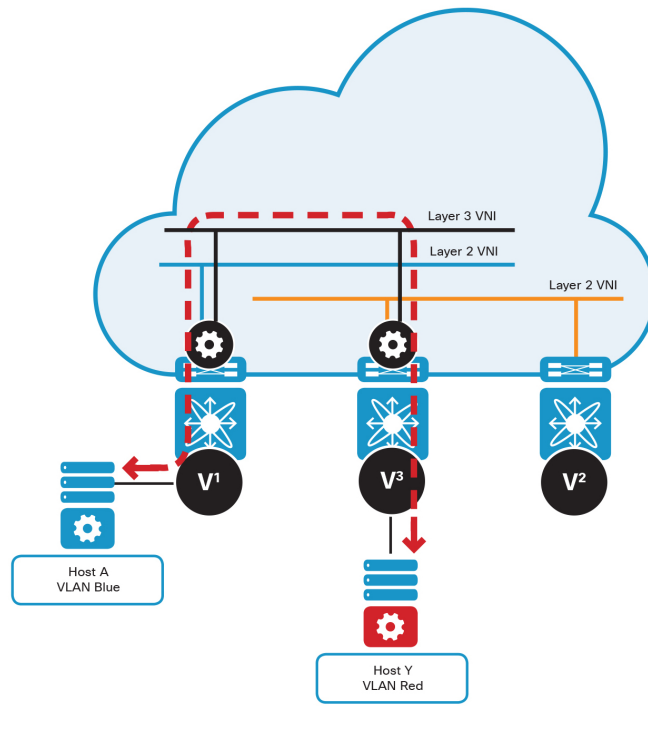 Layer 3 VNI
Layer 2 VNI
Layer 2 VNI
V¹
V³
V²
Host A
VLAN Blue
Host Y
VLAN Red